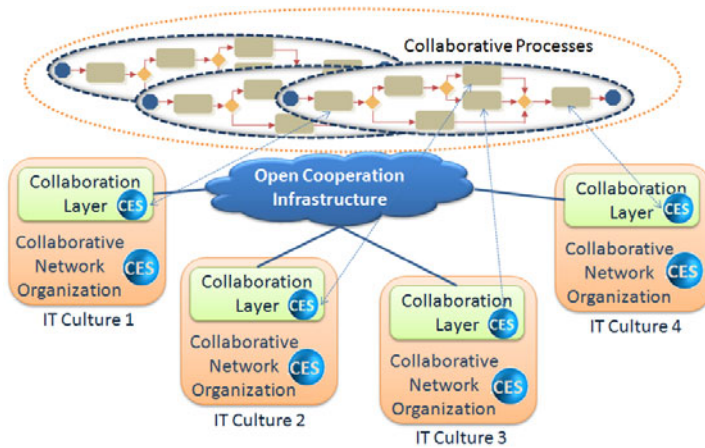 Collaborative Processes
Open Cooperation
Infrastructure
Collaboration
Layer CES
Collaborative
Network CES
Organization
IT Culture 1
Collaboration
Layer CES
Collaborative
Network CES
Organization
IT Culture 2
Collaboration
Layer CES
Collaborative
Network CES
Organization
IT Culture 3
Collaboration
Layer CES
Collaborative
Network CES
Organization
IT Culture 4